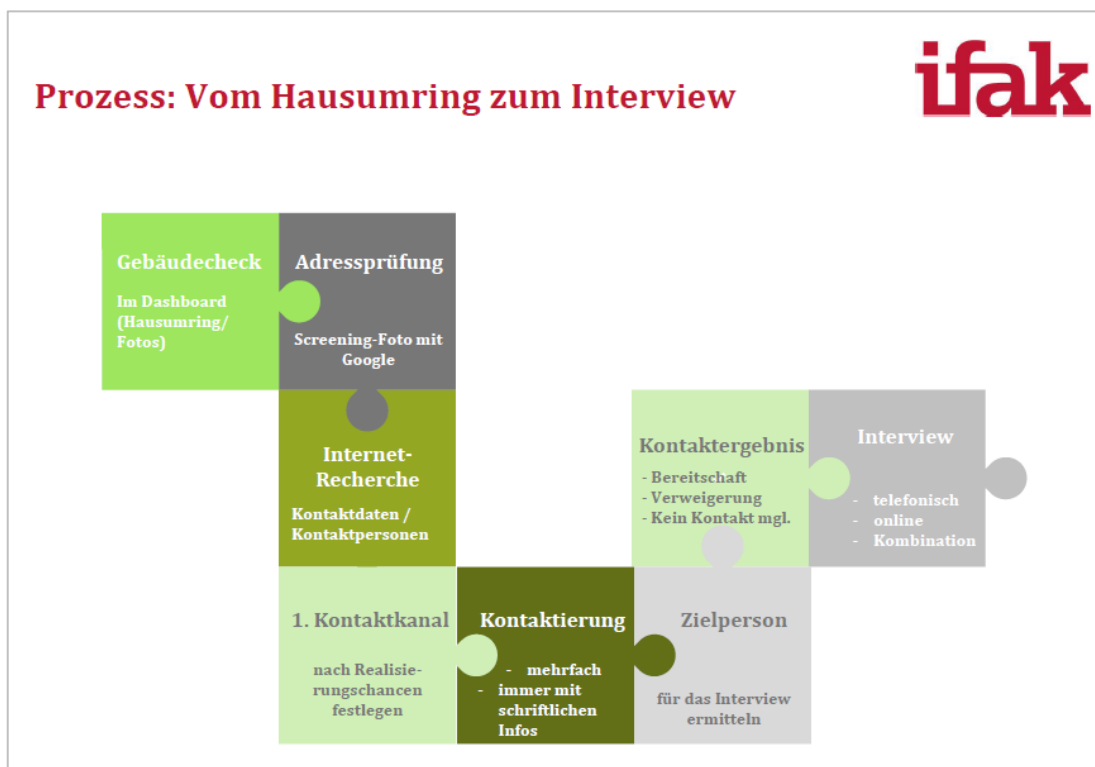 Prozess: Vom Hausumring zum Interview
ifak
Gebäudecheck
Im Dashboard
(Hausumring/
Fotos)
Adressprüfung
Screening-Foto mit
Google
Internet-
Recherche
Kontaktdaten /
Kontaktpersonen
1. Kontaktkanal
nach Realisie-
rungschancen
festlegen
Kontaktierung
- mehrfach
- immer mit
schriftlichen
Infos
Zielperson
für das Interview
ermitteln
Kontaktergebnis
- Bereitschaft
- Verweigerung
- Kein Kontakt mgl.
Interview
- telefonisch
- online
- Kombination